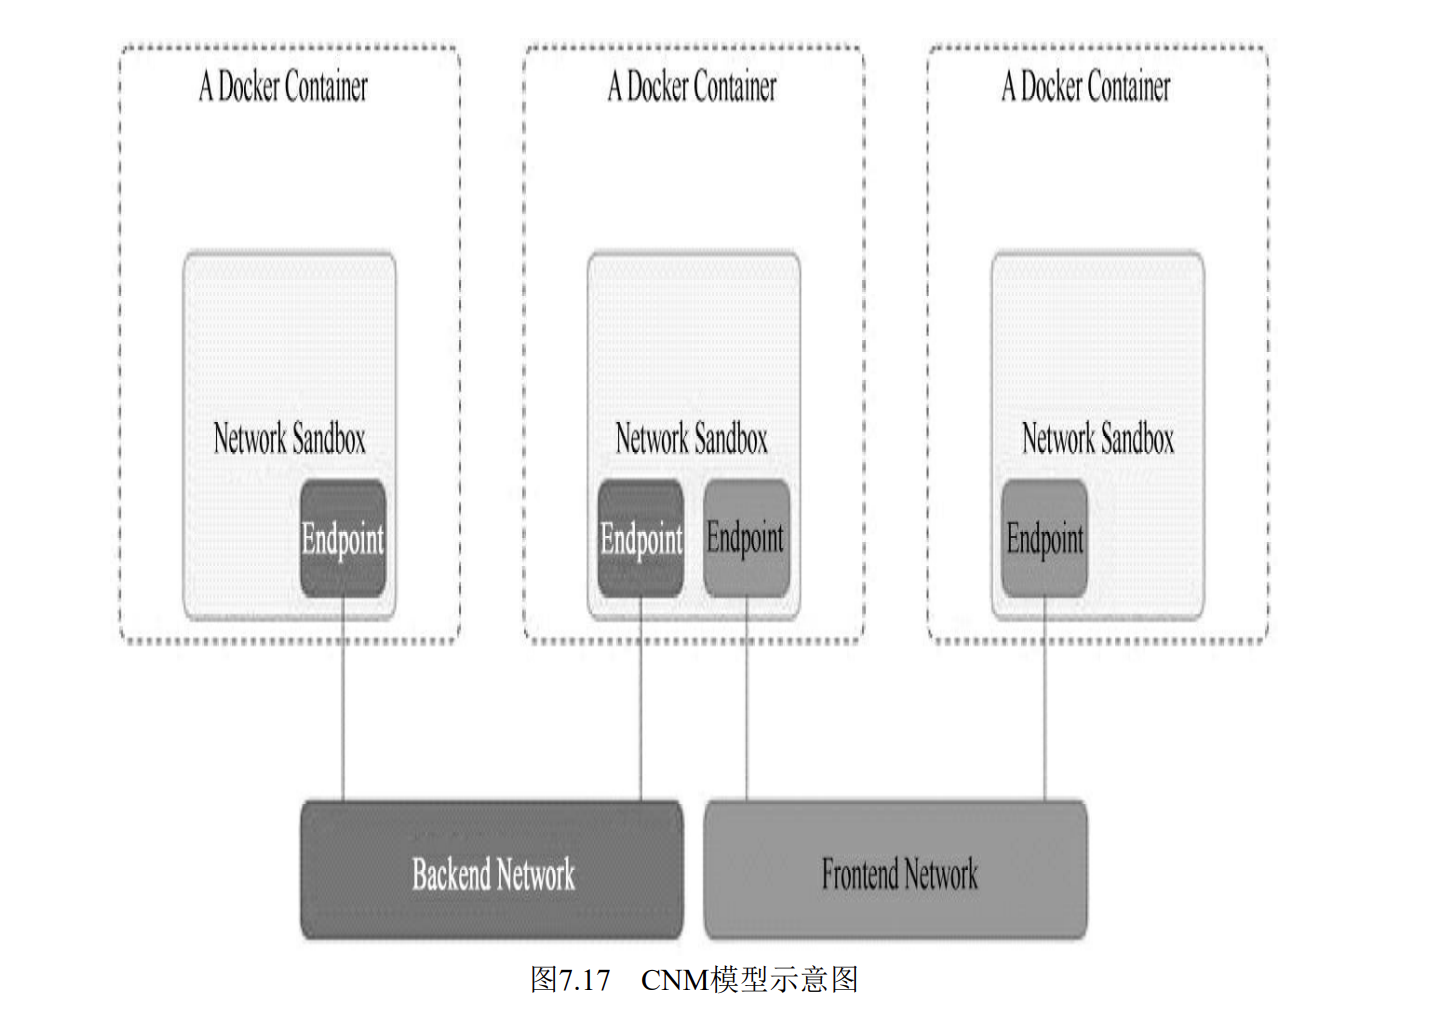 A Docker Container
A Docker Container
A Docker Container
Network Sandbox
Network Sandbox
Network Sandbox
Endpoint
Endpoint
Endpoint
Endpoint
Backend Network
Frontend Network
图7.17 CNM模型示意图